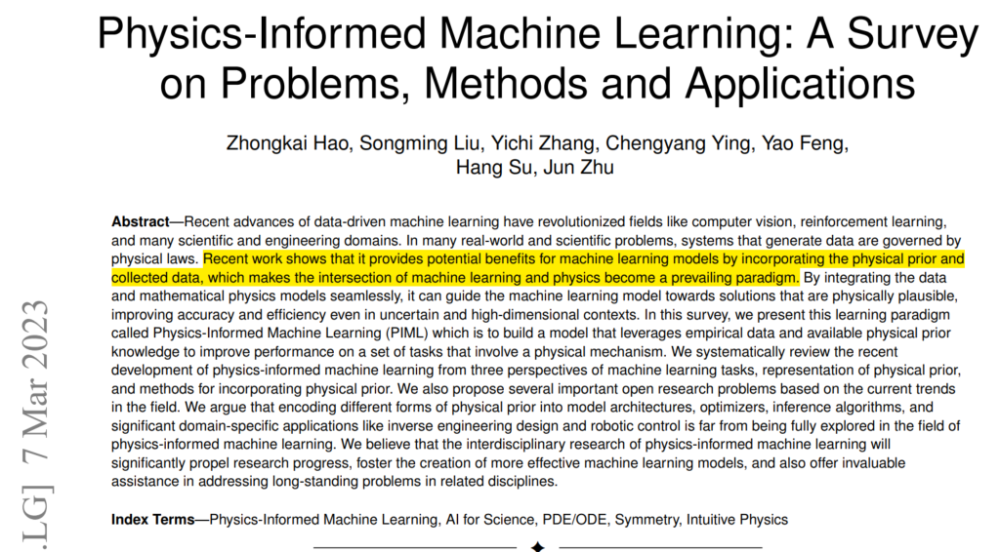 Physics-Informed Machine Learning: A Survey
on Problems, Methods and Applications
Zhongkai Hao, Songming Liu, Yichi Zhang, Chengyang Ying, Yao Feng,
Hang Su, Jun Zhu
Abstract—Recent advances of data-driven machine learning have revolutionized fields like computer vision, reinforcement learning,
and many scientific and engineering domains. In many real-world and scientific problems, systems that generate data are governed by
physical laws. Recent work shows that it provides potential benefits for machine learning models by incorporating the physical prior and
collected data, which makes the intersection of machine learning and physics become a prevailing paradigm. By integrating the data
and mathematical physics models seamlessly, it can guide the machine learning model towards solutions that are physically plausible,
improving accuracy and efficiency even in uncertain and high-dimensional contexts. In this survey, we present this learning paradigm
called Physics-Informed Machine Learning (PIML) which is to build a model that leverages empirical data and available physical prior
knowledge to improve performance on a set of tasks that involve a physical mechanism. We systematically review the recent
development of physics-informed machine learning from three perspectives of machine learning tasks, representation of physical prior,
and methods for incorporating physical prior. We also propose several important open research problems based on the current trends
in the field. We argue that encoding different forms of physical prior into model architectures, optimizers, inference algorithms, and
significant domain-specific applications like inverse engineering design and robotic control is far from being fully explored in the field of
physics-informed machine learning. We believe that the interdisciplinary research of physics-informed machine learning will
significantly propel research progress, foster the creation of more effective machine learning models, and also offer invaluable
assistance in addressing long-standing problems in related disciplines.
Index Terms—Physics-Informed Machine Learning, AI for Science, PDE/ODE, Symmetry, Intuitive Physics
.LG] 7 Mar 2023